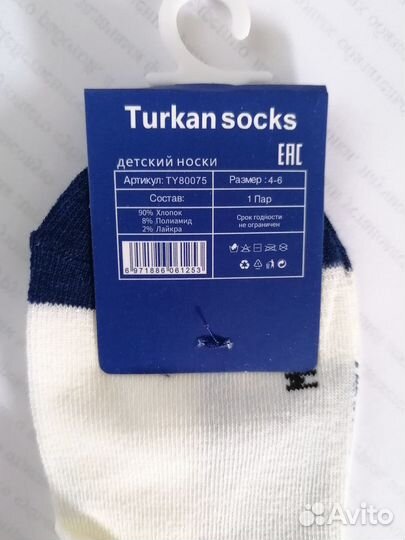 Turkan socks
детский носки EAC
Артикул: TY80075 Размер : 4-6
Состав: 1 Пар
90% Хлопок
8% Полиамид
2% Лайкра
Срок годности
не ограничен
6 971886 061253
Avito